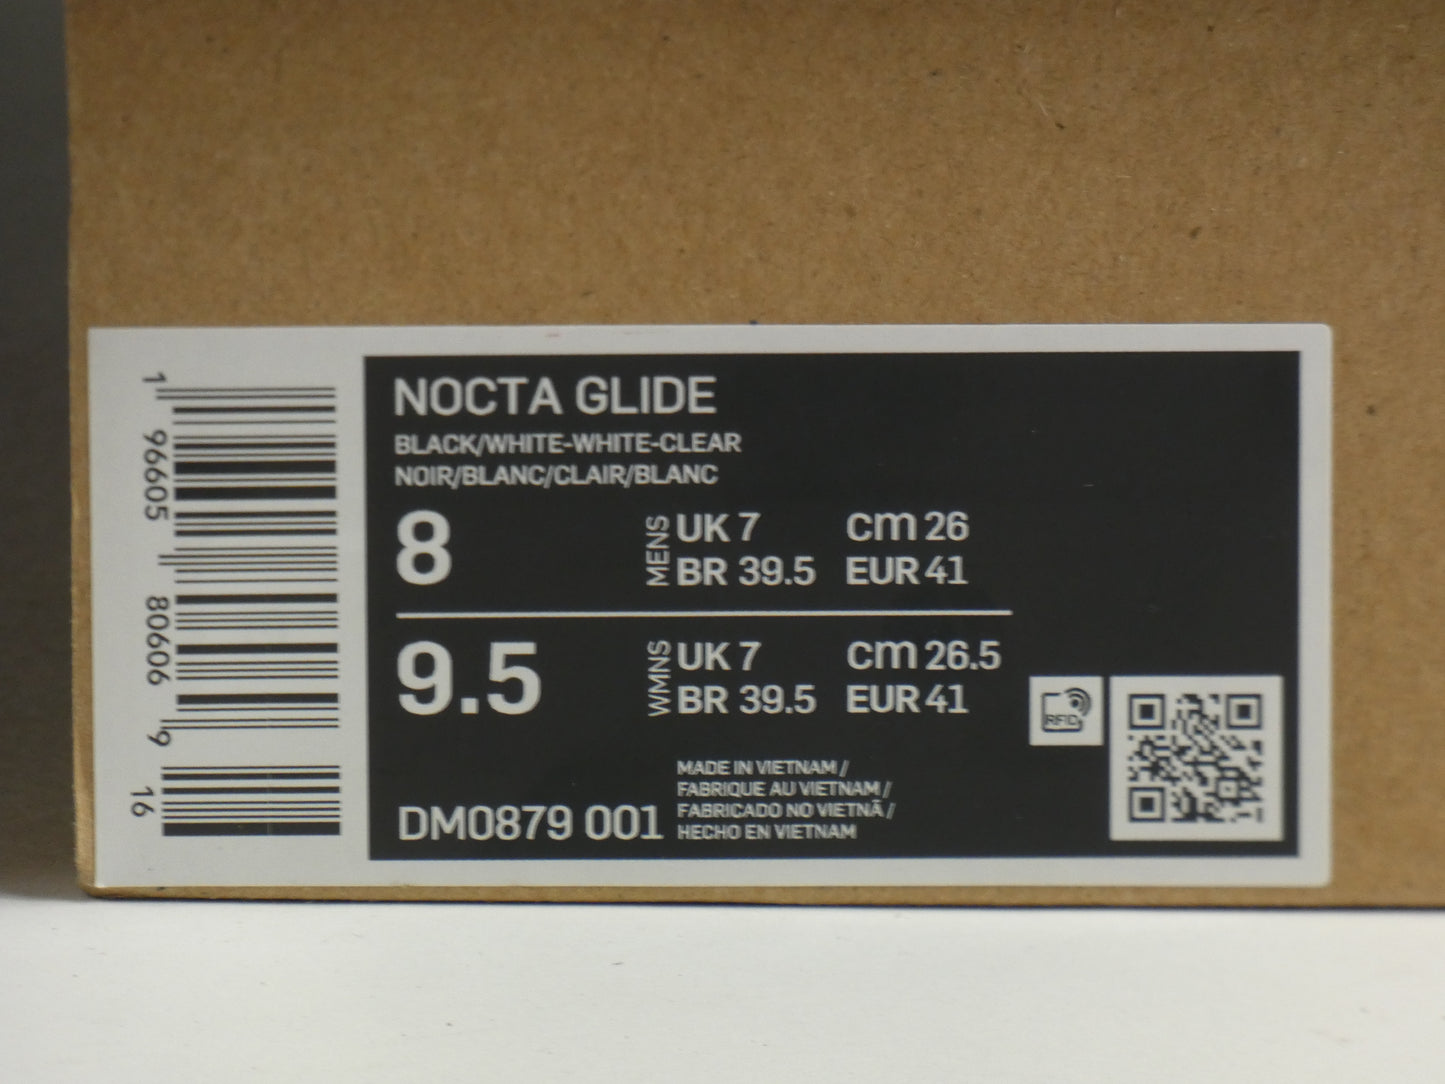 1 96605 80606 9 16
NOCTA GLIDE
BLACK/WHITE-WHITE-CLEAR
NOIR/BLANC/CLAIR/BLANC
8 MENS UK 7 cm 26
BR 39.5 EUR 41
9.5 WMNS UK 7 cm 26.5
BR 39.5 EUR 41
RFID
MADE IN VIETNAM /
FABRIQUE AU VIETNAM /
FABRICADO NO VIETNÃ /
HECHO EN VIETNAM
DM0879 001